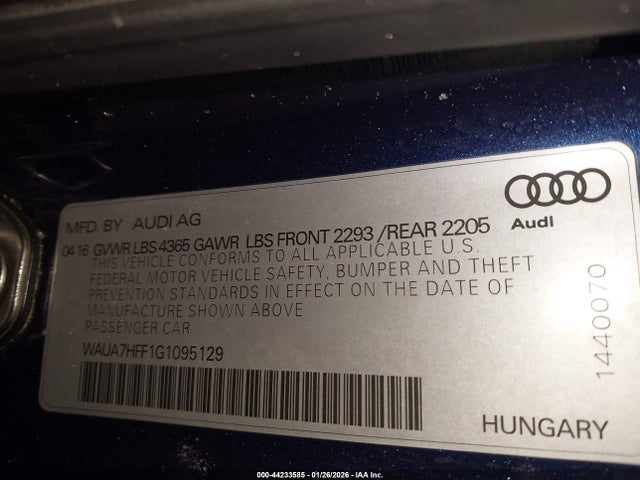 Audi
MFD. BY AUDI AG
04 16 GVWR LBS 4365 GAWR LBS FRONT 2293 /REAR 2205
THIS VEHICLE CONFORMS TO ALL APPLICABLE U.S.
FEDERAL MOTOR VEHICLE SAFETY, BUMPER AND THEFT
PREVENTION STANDARDS IN EFFECT ON THE DATE OF
MANUFACTURE SHOWN ABOVE
PASSENGER CAR
WAUA7HFF1G1095129
1440070
HUNGARY
000-44233585 - 01/26/2026 - IAA Inc.